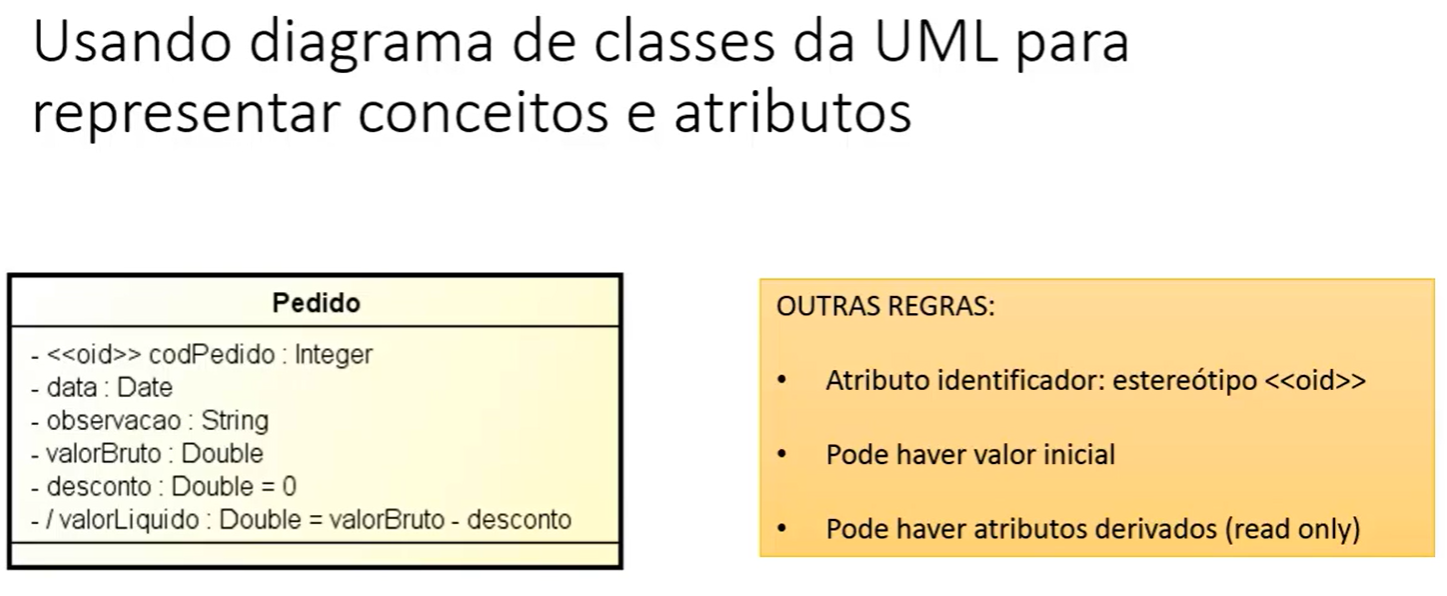 Usando diagrama de classes da UML para
representar conceitos e atributos
Pedido
- <<oid>> codPedido : Integer
- data : Date
- observacao : String
- valorBruto : Double
- desconto : Double = 0
- / valorLiquido : Double = valorBruto - desconto
OUTRAS REGRAS:
• Atributo identificador: estereótipo <<oid>>
• Pode haver valor inicial
• Pode haver atributos derivados (read only)